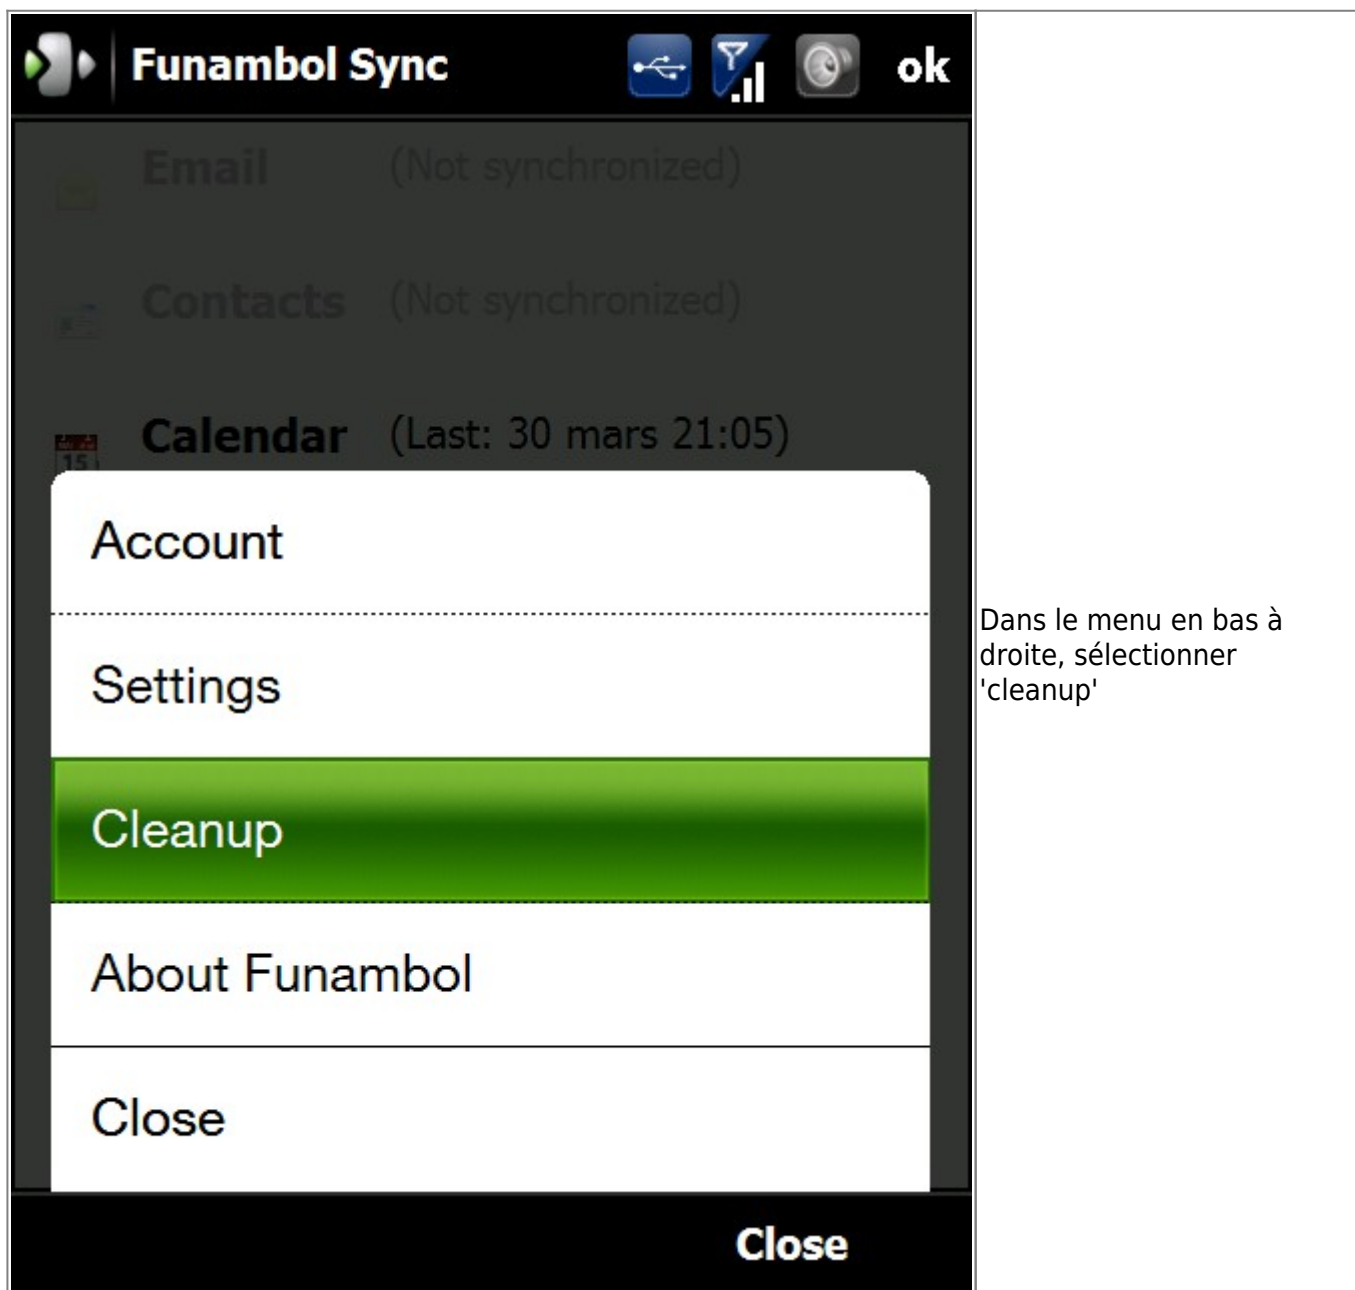 Funambol Sync ok
Email (Not synchronized)
Contacts (Not synchronized)
Calendar (Last: 30 mars 21:05)
15
Account
Settings
Cleanup
About Funambol
Close
Close
Dans le menu en bas à
droite, sélectionner
'cleanup'